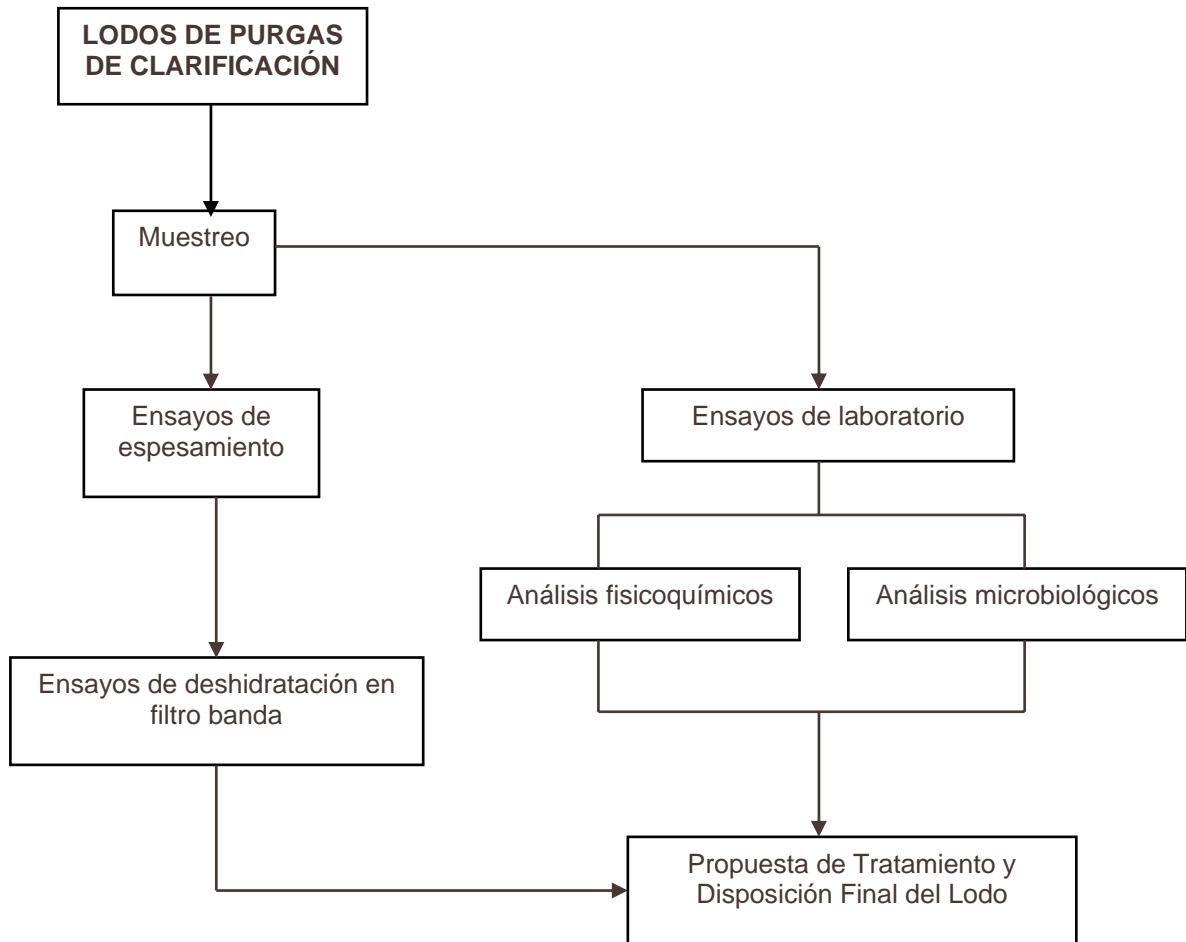 LODOS DE PURGAS
DE CLARIFICACIÓN
Muestreo
Ensayos de
espesamiento
Ensayos de laboratorio
Análisis fisicoquímicos
Análisis microbiológicos
Ensayos de deshidratación en
filtro banda
Propuesta de Tratamiento y
Disposición Final del Lodo